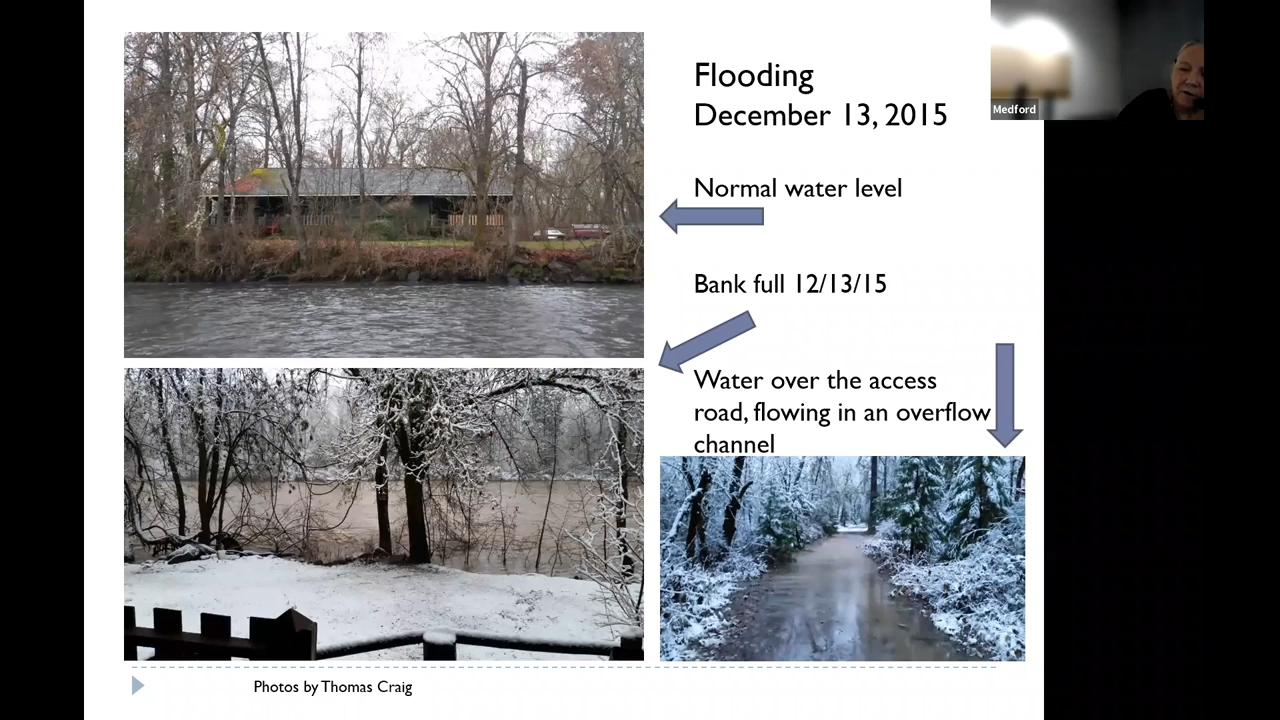 Flooding
December 13, 2015
Medford
Normal water level
Bank full 12/13/15
Water over the access
road, flowing in an overflow
channel
Photos by Thomas Craig